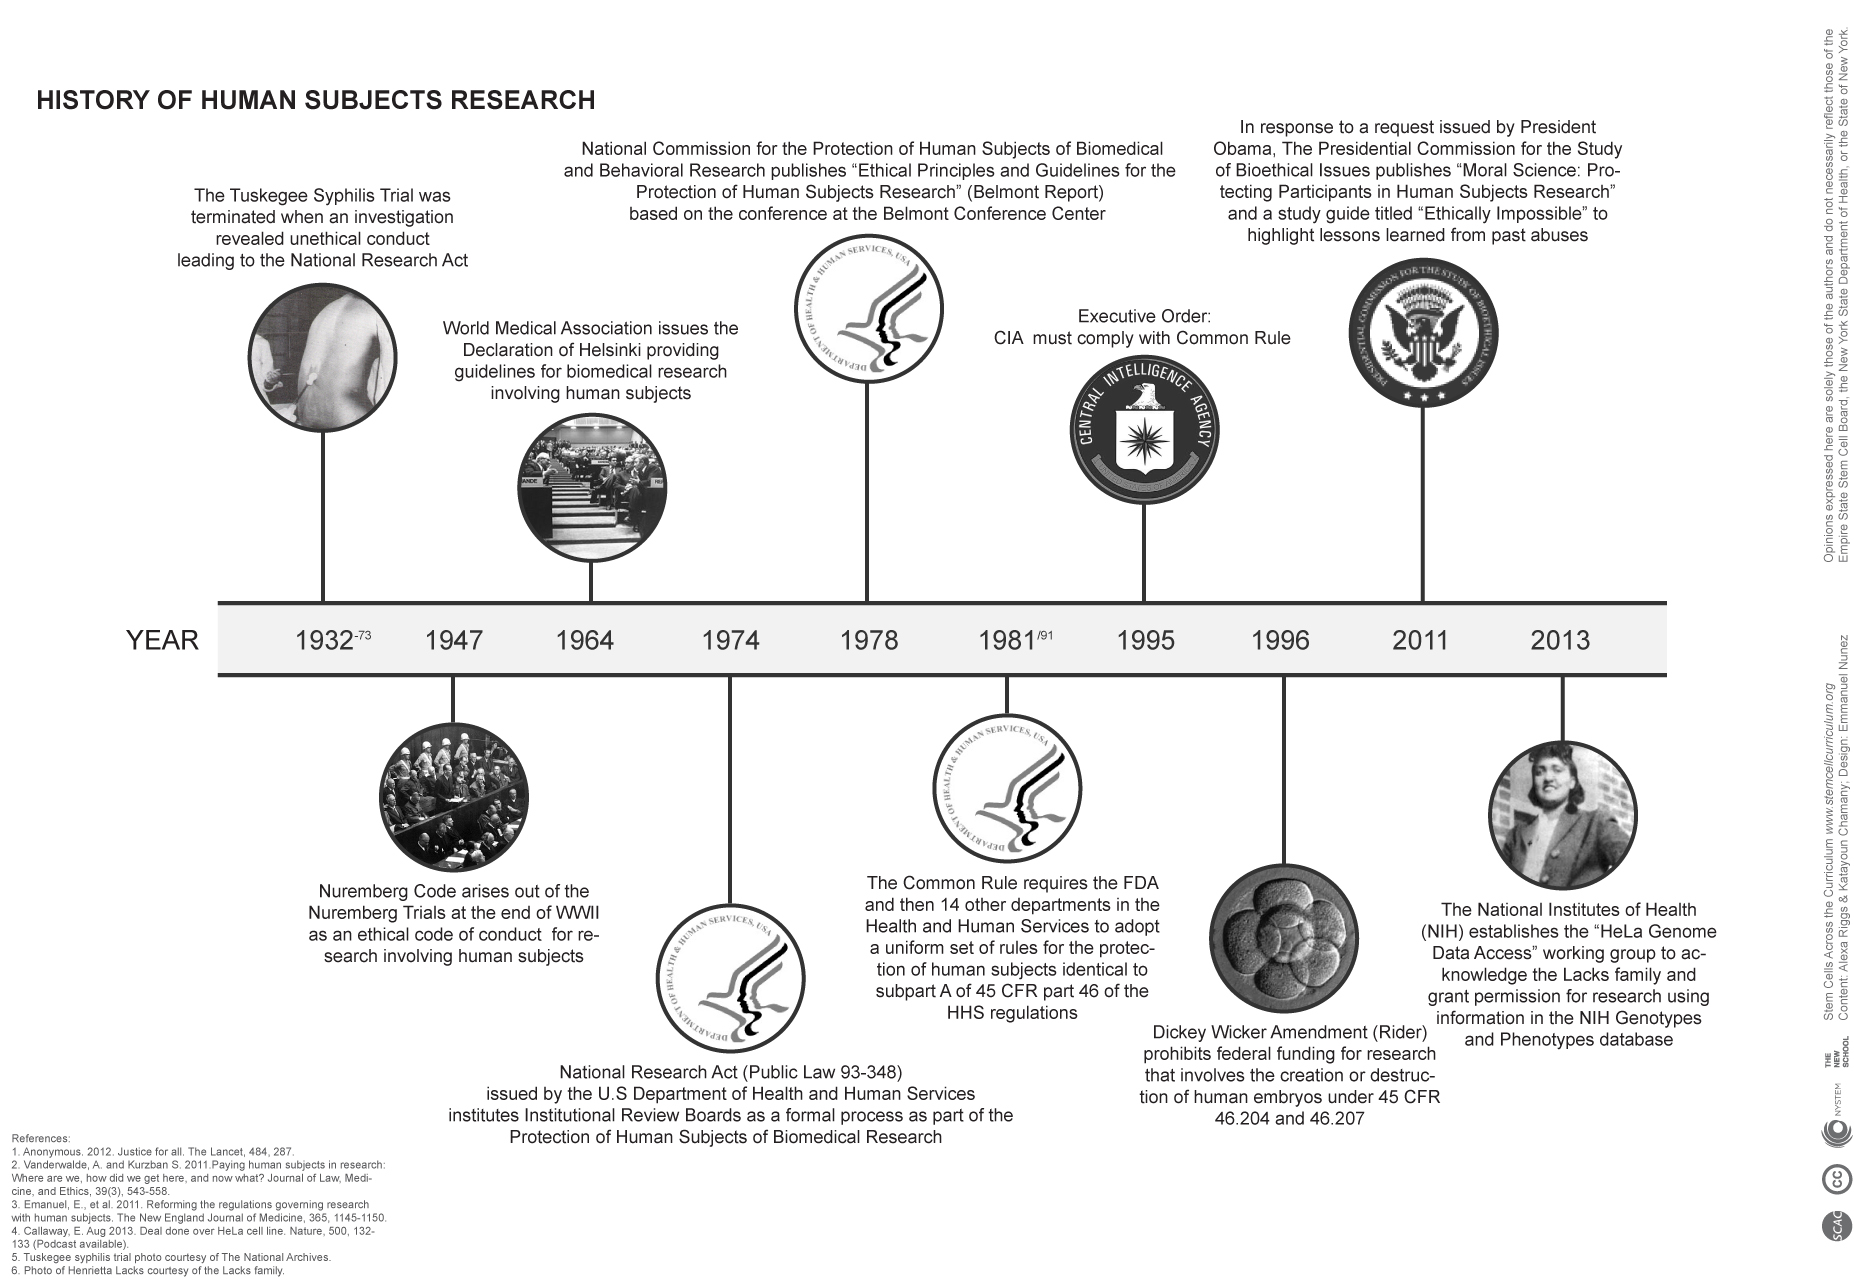 HISTORY OF HUMAN SUBJECTS RESEARCH
The Tuskegee Syphilis Trial was
terminated when an investigation
revealed unethical conduct
leading to the National Research Act
World Medical Association issues the
Declaration of Helsinki providing
guidelines for biomedical research
involving human subjects
ANDE
National Commission for the Protection of Human Subjects of Biomedical
and Behavioral Research publishes “Ethical Principles and Guidelines for the
Protection of Human Subjects Research” (Belmont Report)
based on the conference at the Belmont Conference Center
DEPARTMENT OF HEALTH & HUMAN SERVICES, USA
Executive Order:
CIA  must comply with Common Rule
CENTRAL INTELLIGENCE AGENCY
In response to a request issued by President
Obama, The Presidential Commission for the Study
of Bioethical Issues publishes “Moral Science: Pro-
tecting Participants in Human Subjects Research”
and a study guide titled “Ethically Impossible” to
highlight lessons learned from past abuses
PRESIDENTIAL COMMISSION FOR THE STUDY OF BIOETHICAL ISSUES
YEAR 1932-73 1947 1964 1974 1978 1981/91 1995 1996 2011 2013
Nuremberg Code arises out of the
Nuremberg Trials at the end of WWII
as an ethical code of conduct  for re-
search involving human subjects
DEPARTMENT OF HEALTH & HUMAN SERVICES, USA
National Research Act (Public Law 93-348)
issued by the U.S Department of Health and Human Services
institutes Institutional Review Boards as a formal process as part of the
Protection of Human Subjects of Biomedical Research
DEPARTMENT OF HEALTH & HUMAN SERVICES, USA
The Common Rule requires the FDA
and then 14 other departments in the
Health and Human Services to adopt
a uniform set of rules for the protec-
tion of human subjects identical to
subpart A of 45 CFR part 46 of the
HHS regulations
Dickey Wicker Amendment (Rider)
prohibits federal funding for research
that involves the creation or destruc-
tion of human embryos under 45 CFR
46.204 and 46.207
The National Institutes of Health
(NIH) establishes the “HeLa Genome
Data Access” working group to ac-
knowledge the Lacks family and
grant permission for research using
information in the NIH Genotypes
and Phenotypes database
References:
1. Anonymous. 2012. Justice for all. The Lancet, 484, 287.
2. Vanderwalde, A. and Kurzban S. 2011.Paying human subjects in research:
Where are we, how did we get here, and now what? Journal of Law, Medi-
cine, and Ethics, 39(3), 543-558.
3. Emanuel, E., et al. 2011. Reforming the regulations governing research
with human subjects. The New England Journal of Medicine, 365, 1145-1150.
4. Callaway, E. Aug 2013. Deal done over HeLa cell line. Nature, 500, 132-
133 (Podcast available).
5. Tuskegee syphilis trial photo courtesy of The National Archives.
6. Photo of Henrietta Lacks courtesy of the Lacks family.
Opinions expressed here are solely those of the authors and do not necessarily reflect those of the
Empire State Stem Cell Board, the New York State Department of Health, or the State of New York.
Stem Cells Across the Curriculum www.stemcellcurriculum.org
Content: Alexa Riggs & Katayoun Chamany; Design: Emmanuel Nunez
THE
NEW
SCHOOL
NYSTEM
cc
SCAC